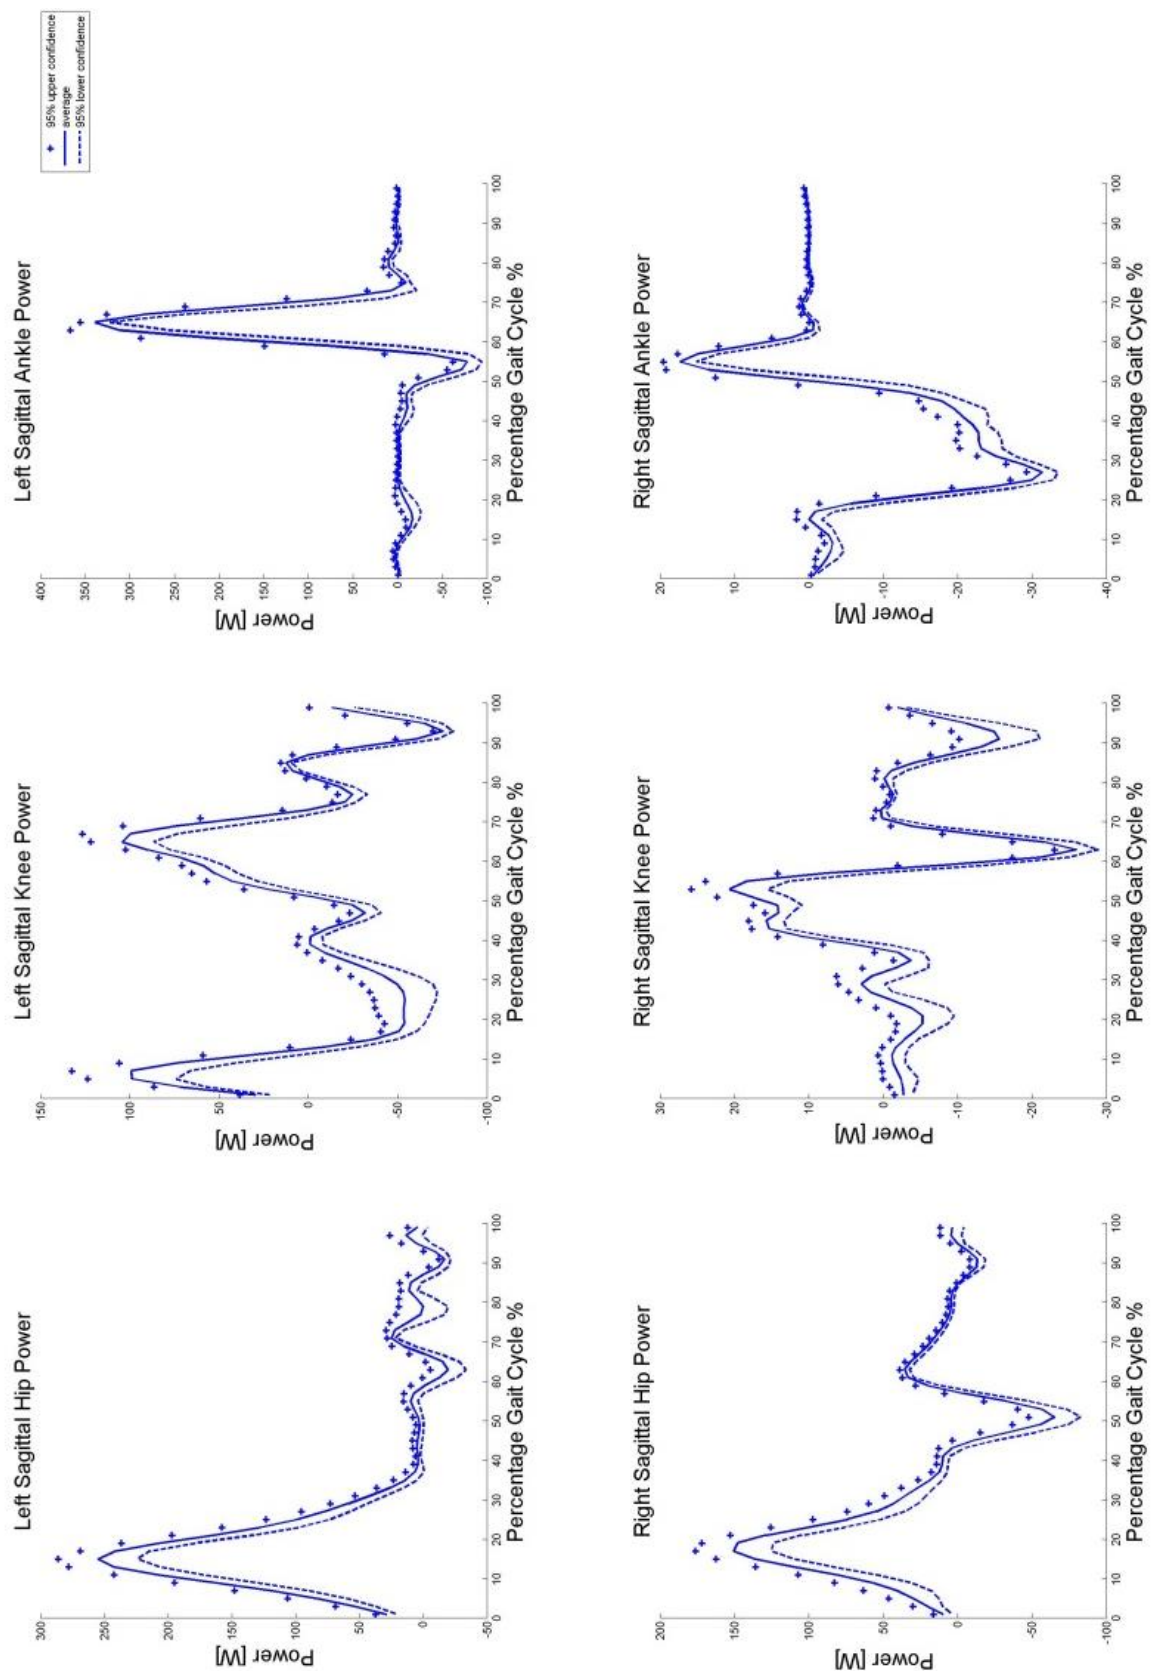 95% upper confidence
average
95% lower confidence
Left Sagittal Hip Power
Power [W]
300
250
200
150
100
50
0
-50
-100
0 10 20 30 40 50 60 70 80 90 100
Percentage Gait Cycle %
Left Sagittal Knee Power
Power [W]
150
100
50
0
-50
-100
0 10 20 30 40 50 60 70 80 90 100
Percentage Gait Cycle %
Left Sagittal Ankle Power
Power [W]
400
350
300
250
200
150
100
50
0
-50
-100
0 10 20 30 40 50 60 70 80 90 100
Percentage Gait Cycle %
Right Sagittal Hip Power
Power [W]
200
150
100
50
0
-50
-100
0 10 20 30 40 50 60 70 80 90 100
Percentage Gait Cycle %
Right Sagittal Knee Power
Power [W]
30
20
10
0
-10
-20
-30
0 10 20 30 40 50 60 70 80 90 100
Percentage Gait Cycle %
Right Sagittal Ankle Power
Power [W]
20
10
0
-10
-20
-30
-40
0 10 20 30 40 50 60 70 80 90 100
Percentage Gait Cycle %